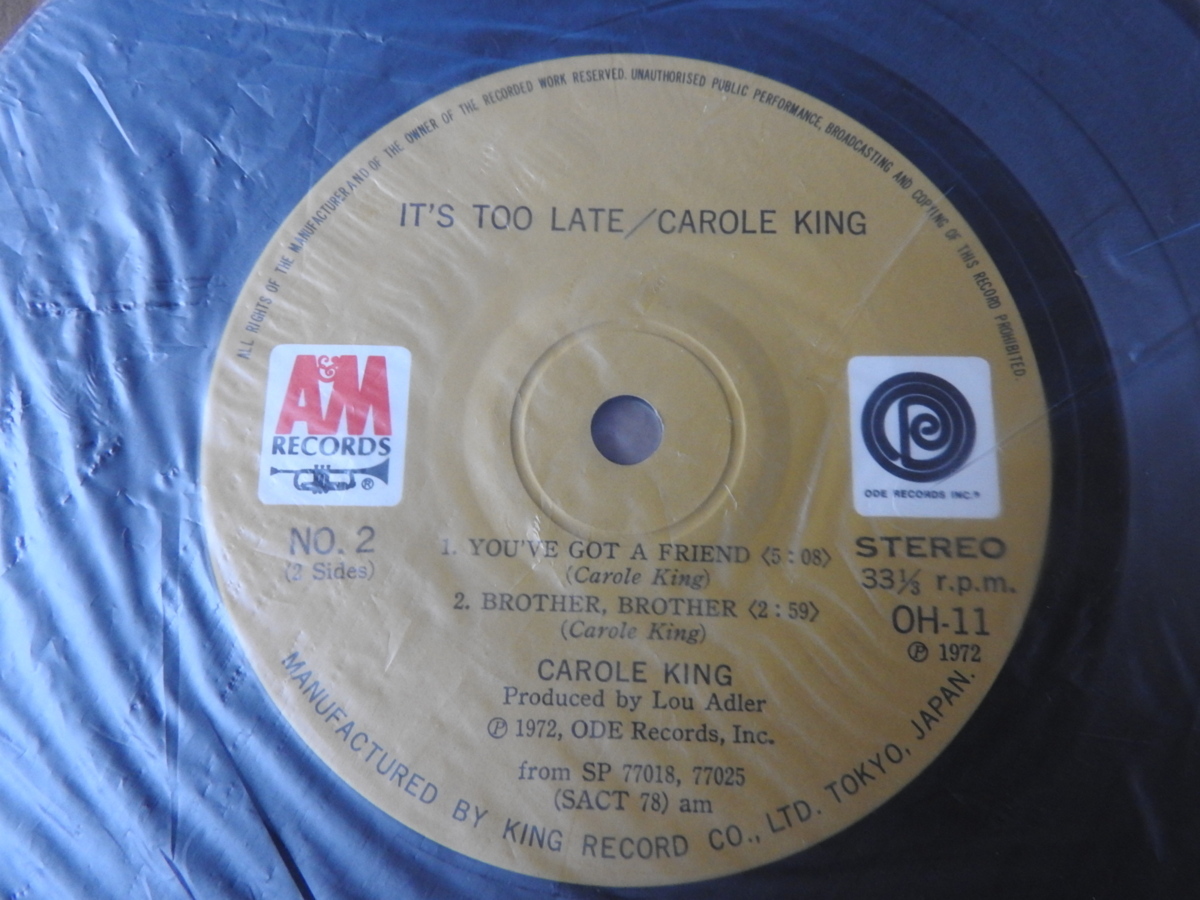 ALL RIGHTS OF THE MANUFACTURER AND OF THE OWNER OF THE RECORDED WORK RESERVED. UNAUTHORISED PUBLIC PERFORMANCE, BROADCASTING AND COPYING OF THIS RECORD PROHIBITED.
IT'S TOO LATE/CAROLE KING
A&M
RECORDS
®
ODE RECORDS INC.®
NO. 2
(2 Sides)
STEREO
33⅓ r.p.m.
OH-11
℗ 1972
1. YOU'VE GOT A FRIEND 〈5:08〉
(Carole King)
2. BROTHER, BROTHER 〈2:59〉
(Carole King)
CAROLE KING
Produced by Lou Adler
℗ 1972, ODE Records, Inc.
from SP 77018, 77025
(SACT 78) am
MANUFACTURED BY KING RECORD CO., LTD. TOKYO, JAPAN.